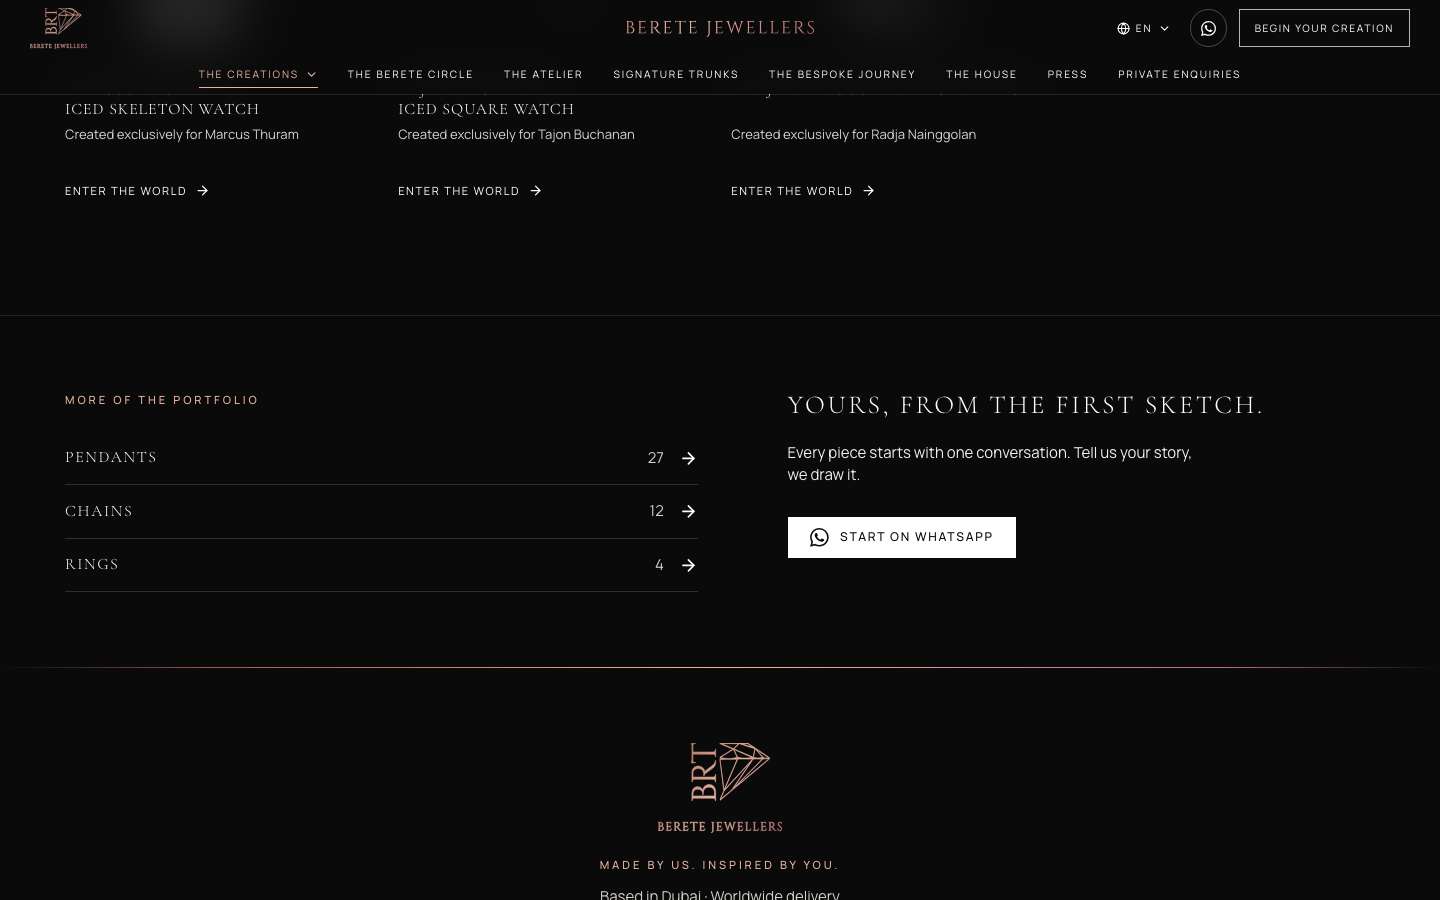 BRT
BERETE JEWELLERS
BERETE JEWELLERS
EN
BEGIN YOUR CREATION
THE CREATIONS
THE BERETE CIRCLE
THE ATELIER
SIGNATURE TRUNKS
THE BESPOKE JOURNEY
THE HOUSE
PRESS
PRIVATE ENQUIRIES
ICED SKELETON WATCH
Created exclusively for Marcus Thuram
ENTER THE WORLD
ICED SQUARE WATCH
Created exclusively for Tajon Buchanan
ENTER THE WORLD
Created exclusively for Radja Nainggolan
ENTER THE WORLD
MORE OF THE PORTFOLIO
PENDANTS 27
CHAINS 12
RINGS 4
YOURS, FROM THE FIRST SKETCH.
Every piece starts with one conversation. Tell us your story,
we draw it.
START ON WHATSAPP
BRT
BERETE JEWELLERS
MADE BY US. INSPIRED BY YOU.
Based in Dubai · Worldwide delivery